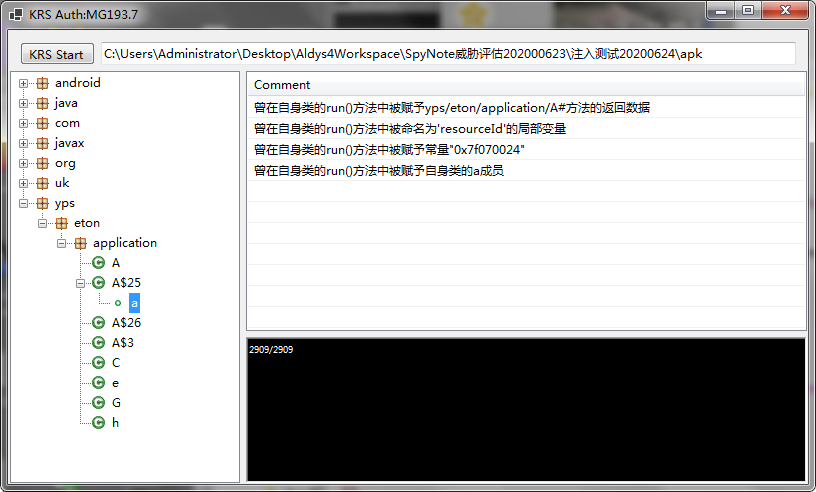 KRS Auth:MG193.7
KRS Start
C:\Users\Administrator\Desktop\Aldys4Workspace\SpyNote威胁评估202000623\注入测试20200624\apk
android
java
com
javax
org
uk
yps
eton
application
A
A$25
a
A$26
A$3
C
e
G
h
Comment
曾在自身类的run()方法中被赋予yps/eton/application/A#方法的返回数据
曾在自身类的run()方法中被命名为'resourceId'的局部变量
曾在自身类的run()方法中被赋予常量"0x7f070024"
曾在自身类的run()方法中被赋予自身类的a成员
2909/2909